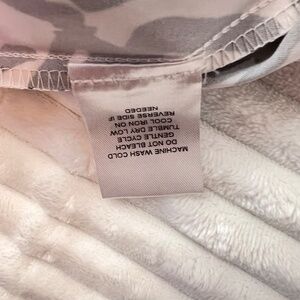 MACHINE WASH COLD
DO NOT BLEACH
GENTLE CYCLE
TUMBLE DRY LOW
COOL IRON ON
REVERSE SIDE IF
NEEDED